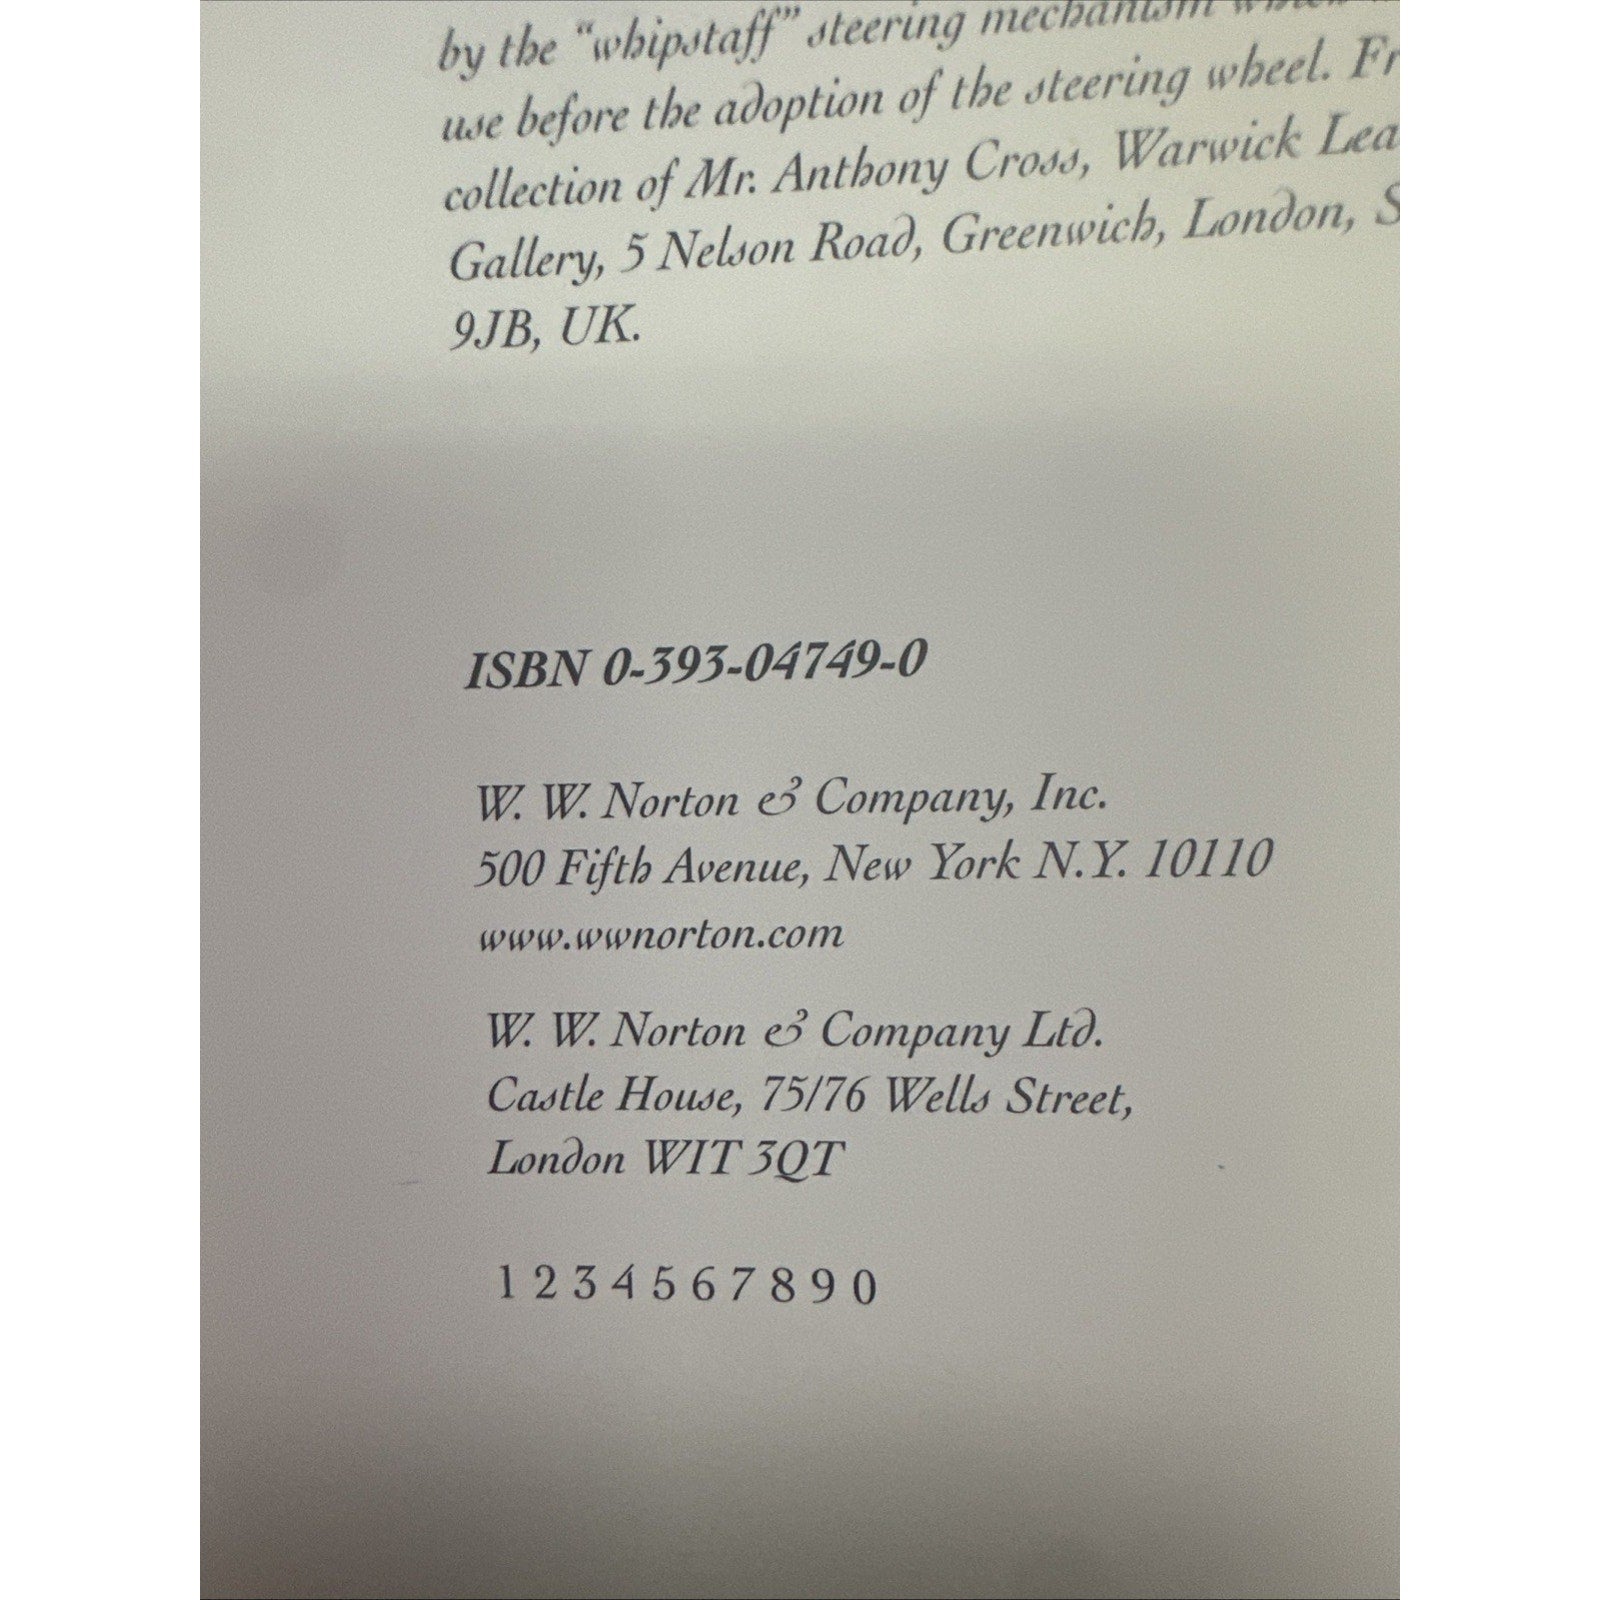 by the “whipstaff” steering mechanism which
use before the adoption of the steering wheel. Fr
collection of Mr. Anthony Cross, Warwick Lea
Gallery, 5 Nelson Road, Greenwich, London, S
9JB, UK.
ISBN 0-393-04749-0
W. W. Norton & Company, Inc.
500 Fifth Avenue, New York N.Y. 10110
www.wwnorton.com
W. W. Norton & Company Ltd.
Castle House, 75/76 Wells Street,
London WIT 3QT
1 2 3 4 5 6 7 8 9 0